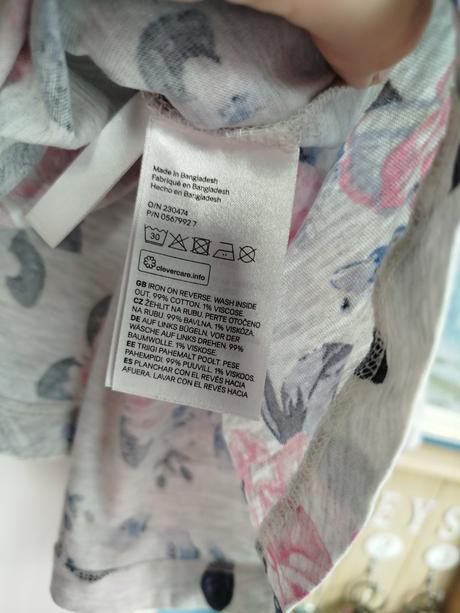 Made in Bangladesh
Fabriqué en Bangladesh
Hecho en Bangladesh
O/N 230474
P/N 0567992 7
30
clevercare.info
GB IRON ON REVERSE. WASH INSIDE
OUT. 99% COTTON. 1% VISCOSE.
CZ ŽEHLIT NA RUBU. PERTE OTOČENO
NA RUBU. 99% BAVLNA. 1% VISKÓZA.
DE AUF LINKS BÜGELN. VOR DER
WÄSCHE AUF LINKS DREHEN. 99%
BAUMWOLLE. 1% VISKOSE.
EE TRIIGI PAHEMALT POOLT. PESE
PAHEMPIDI. 99% PUUVILL. 1% VISKOOS.
ES PLANCHAR CON EL REVÉS HACIA
AFUERA. LAVAR CON EL REVÉS HACIA
EYS